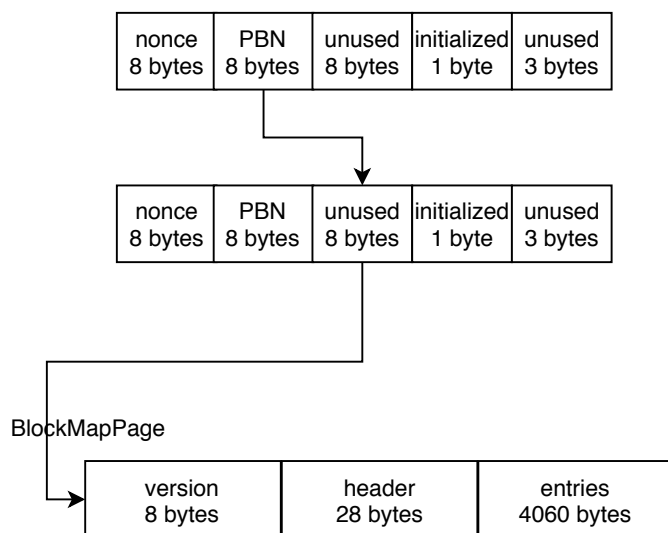 nonce PBN unused initialized unused
8 bytes 8 bytes 8 bytes 1 byte 3 bytes
nonce PBN unused initialized unused
8 bytes 8 bytes 8 bytes 1 byte 3 bytes
BlockMapPage
version header entries
8 bytes 28 bytes 4060 bytes